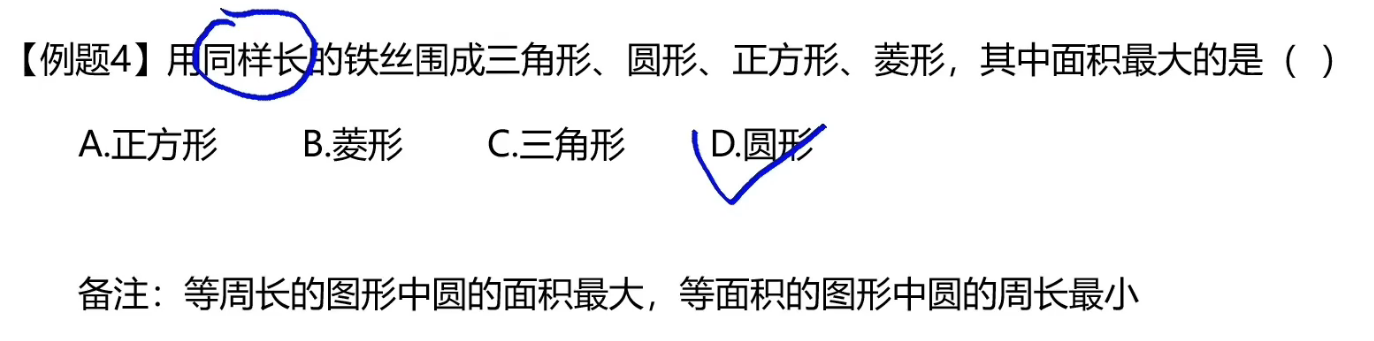 【例题4】用同样长的铁丝围成三角形、圆形、正方形、菱形，其中面积最大的是（ ）
A.正方形 B.菱形 C.三角形 D.圆形
备注：等周长的图形中圆的面积最大，等面积的图形中圆的周长最小